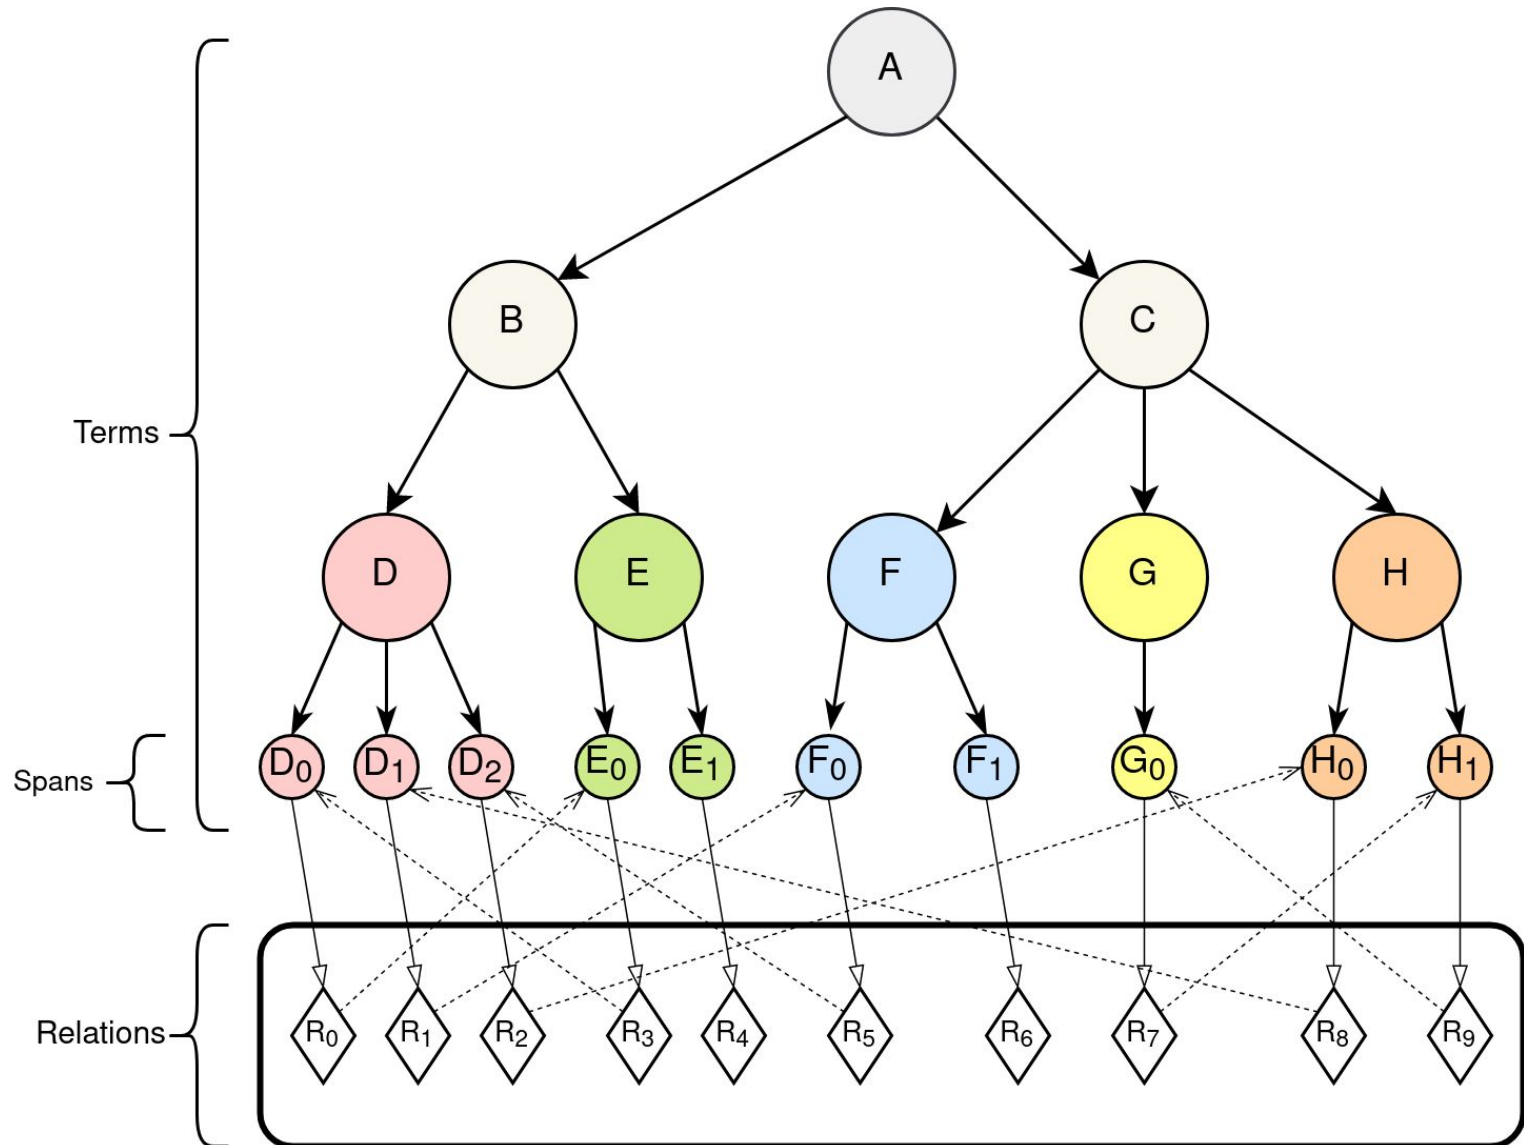 A
B
C
Terms
D
E
F
G
H
Spans
D₀
D₁
D₂
E₀
E₁
F₀
F₁
G₀
H₀
H₁
Relations
R₀
R₁
R₂
R₃
R₄
R₅
R₆
R₇
R₈
R₉